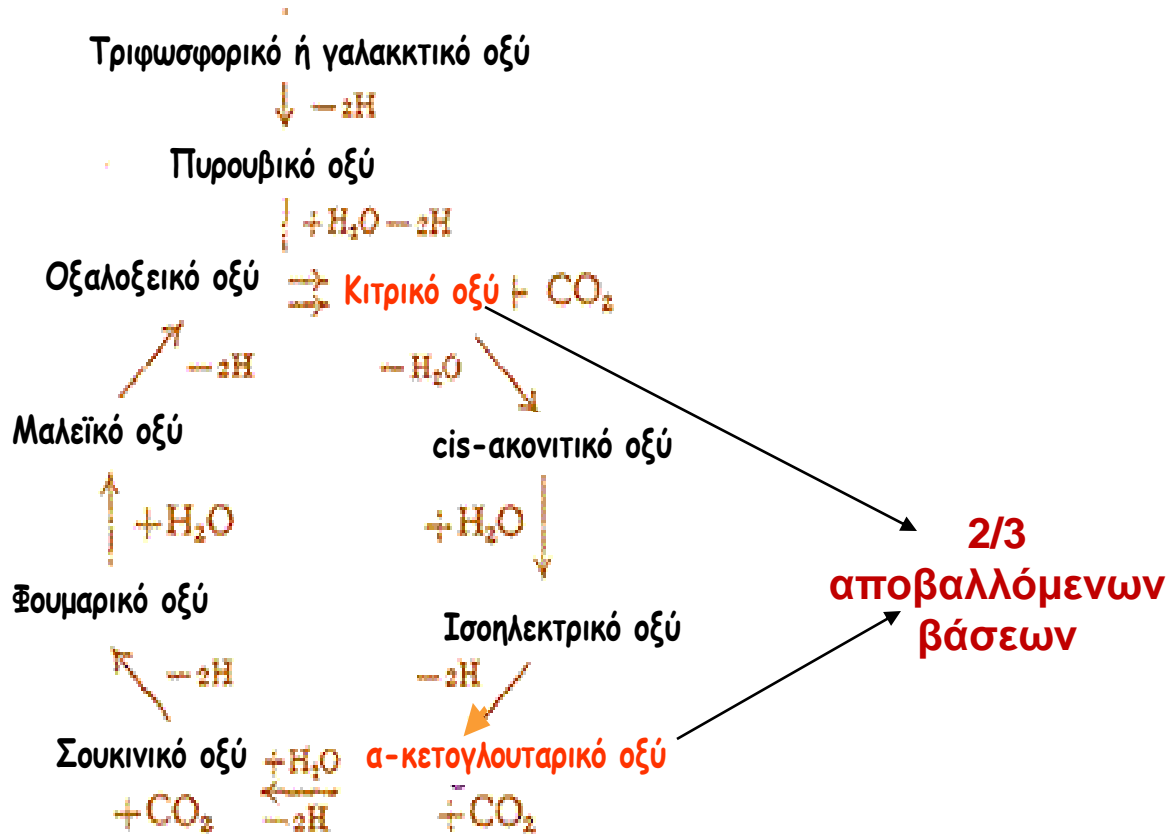 Τριφωσφορικό ή γαλακκτικό οξύ
−2H
Πυρουβικό οξύ
+H₂O −2H
Οξαλοξεικό οξύ
Κιτρικό οξύ + CO₂
−2H
−H₂O
Μαλεϊκό οξύ
cis-ακονιτικό οξύ
+H₂O
+H₂O
2/3
αποβαλλόμενων
βάσεων
Φουμαρικό οξύ
Ισοηλεκτρικό οξύ
−2H
−2H
Σουκινικό οξύ
+H₂O
α-κετογλουταρικό οξύ
+CO₂
−2H
+CO₂